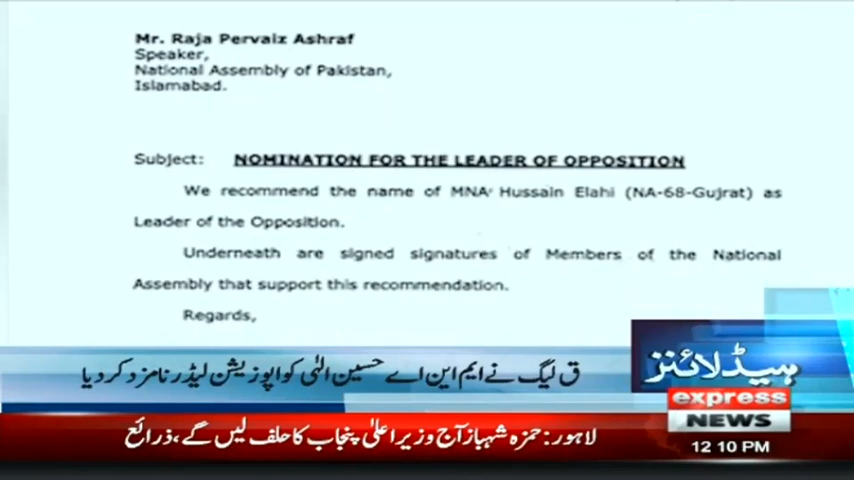 Mr. Raja Pervaiz Ashraf
Speaker,
National Assembly of Pakistan,
Islamabad.
Subject: NOMINATION FOR THE LEADER OF OPPOSITION
We recommend the name of MNA Hussain Elahi (NA-68-Gujrat) as
Leader of the Opposition.
Underneath are signed signatures of Members of the National
Assembly that support this recommendation.
Regards,
ہیڈلائنز
ق لیگ نے ایم این اے حسین الٰہی کو اپوزیشن لیڈر نامزد کر دیا
express
NEWS
لاہور: حمزہ شہباز آج وزیراعلیٰ پنجاب کا حلف لیں گے، ذرائع
12:10 PM